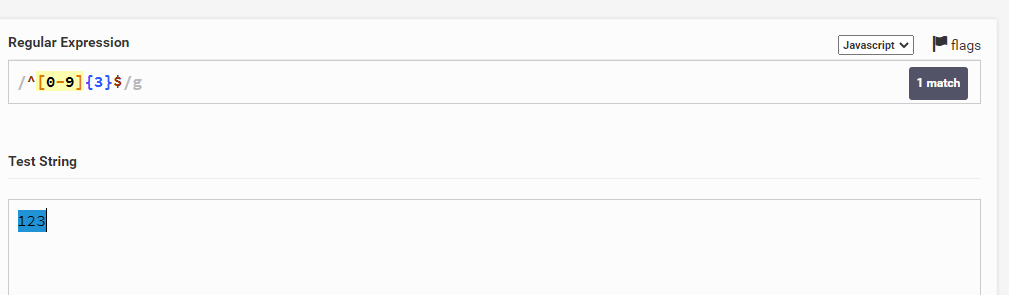 Regular Expression
Javascript
flags
/^[0-9]{3}$/g
1 match
Test String
123